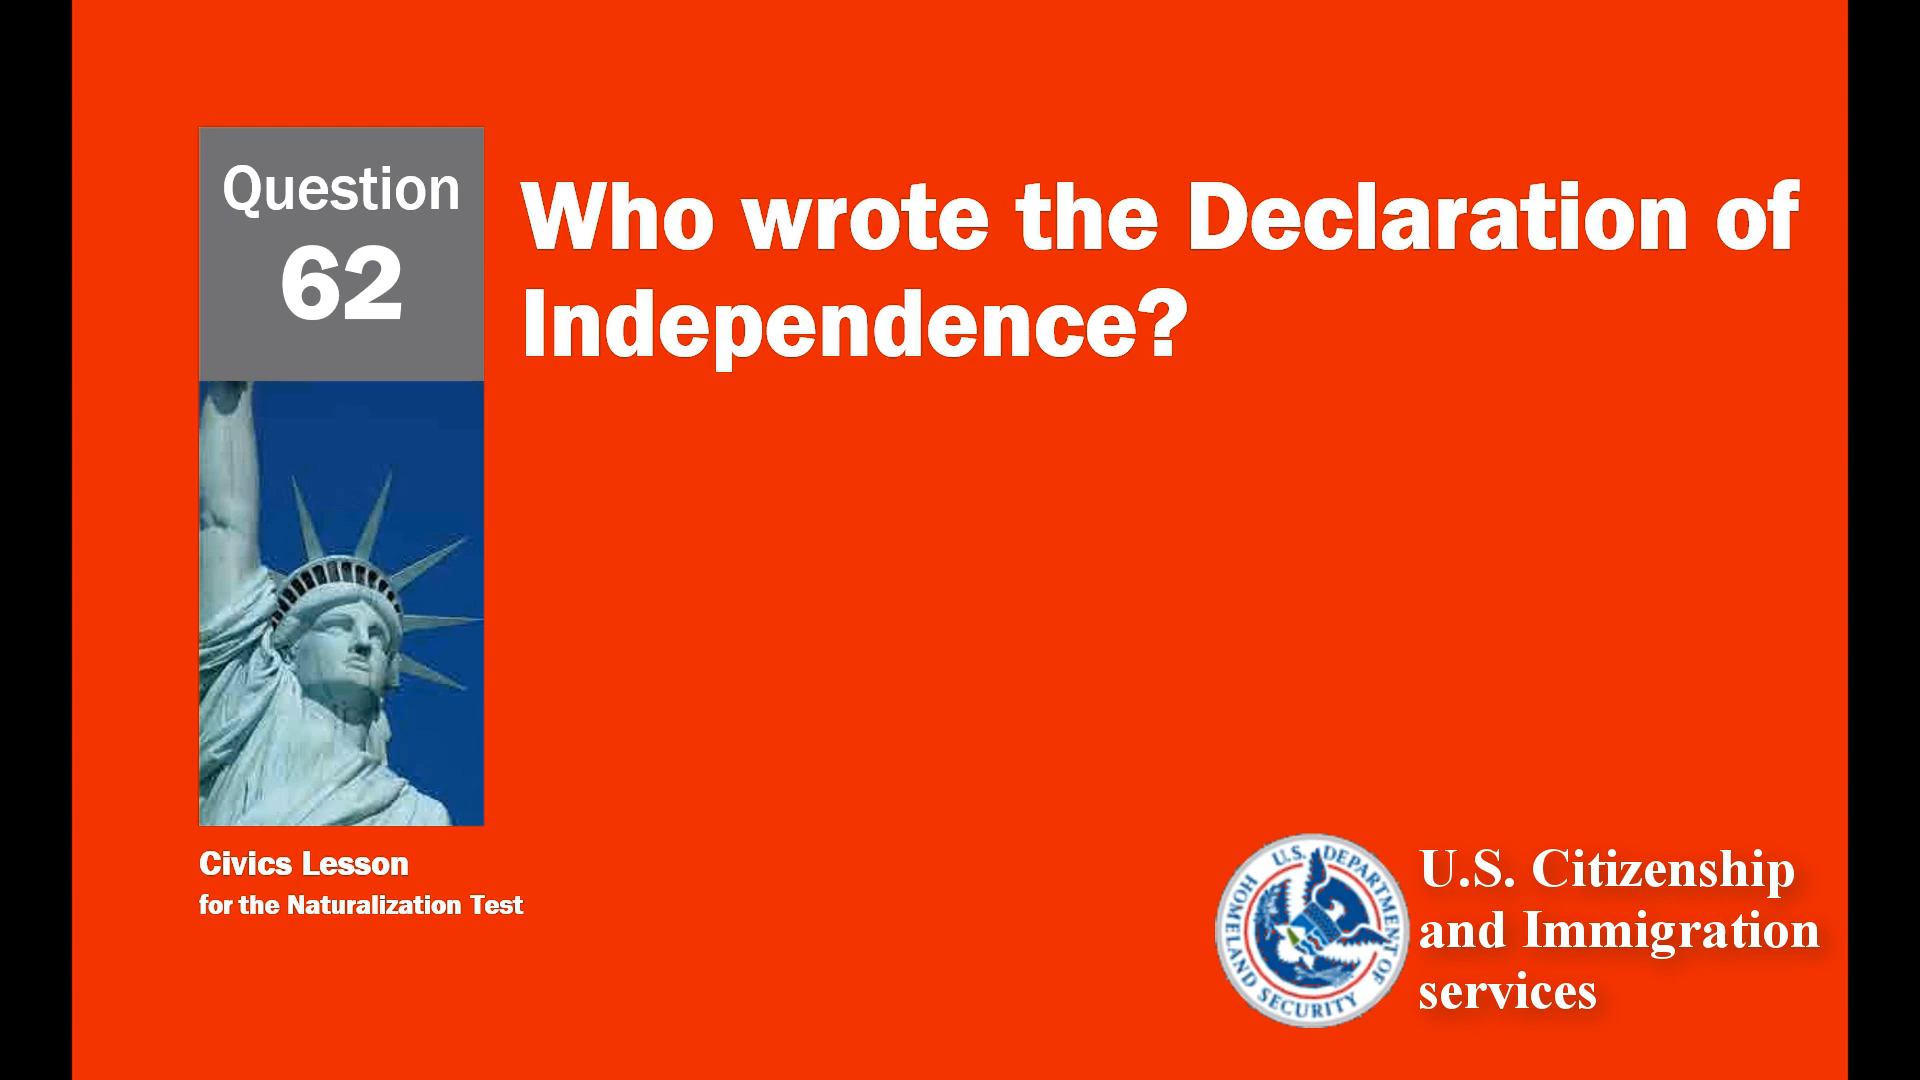 Question
62
Who wrote the Declaration of
Independence?
Civics Lesson
for the Naturalization Test
U.S. DEPARTMENT OF
HOMELAND SECURITY
U.S. Citizenship
and Immigration
services